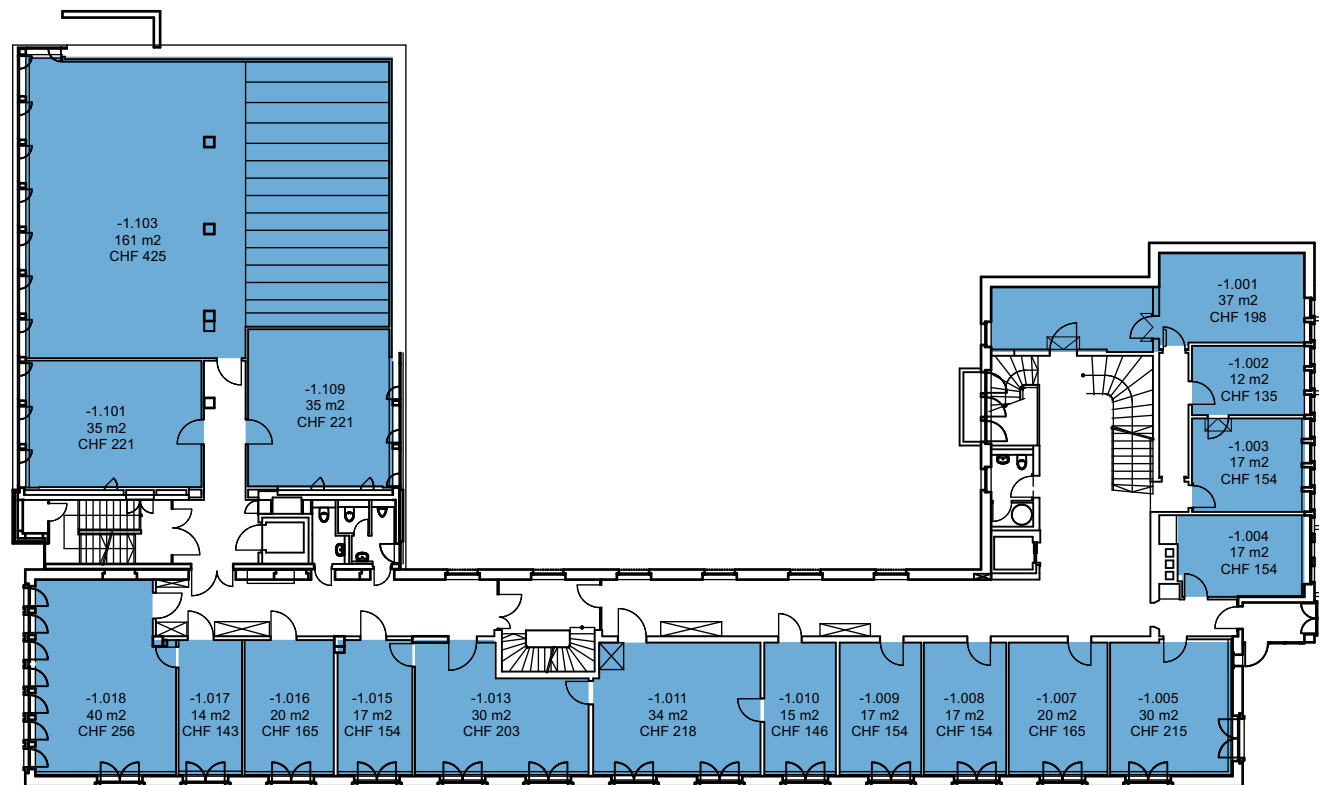 -1.103
161 m2
CHF 425
-1.001
37 m2
CHF 198
-1.002
12 m2
CHF 135
-1.109
35 m2
CHF 221
-1.101
35 m2
CHF 221
-1.003
17 m2
CHF 154
-1.004
17 m2
CHF 154
-1.018
40 m2
CHF 256
-1.017
14 m2
CHF 143
-1.016
20 m2
CHF 165
-1.015
17 m2
CHF 154
-1.013
30 m2
CHF 203
-1.011
34 m2
CHF 218
-1.010
15 m2
CHF 146
-1.009
17 m2
CHF 154
-1.008
17 m2
CHF 154
-1.007
20 m2
CHF 165
-1.005
30 m2
CHF 215